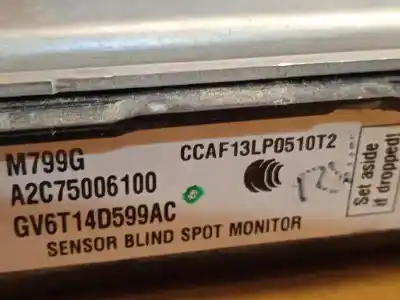 M799G
CCAF13LP0510T2
A2C75006100
GV6T14D599AC
SENSOR BLIND SPOT MONITOR
Set aside
if dropped!